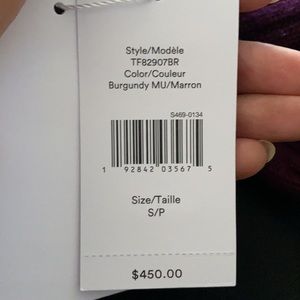 Style/Modèle
TF82907BR
Color/Couleur
Burgundy MU/Marron
S469-0134
1 92842 03567 5
Size/Taille
S/P
$450.00